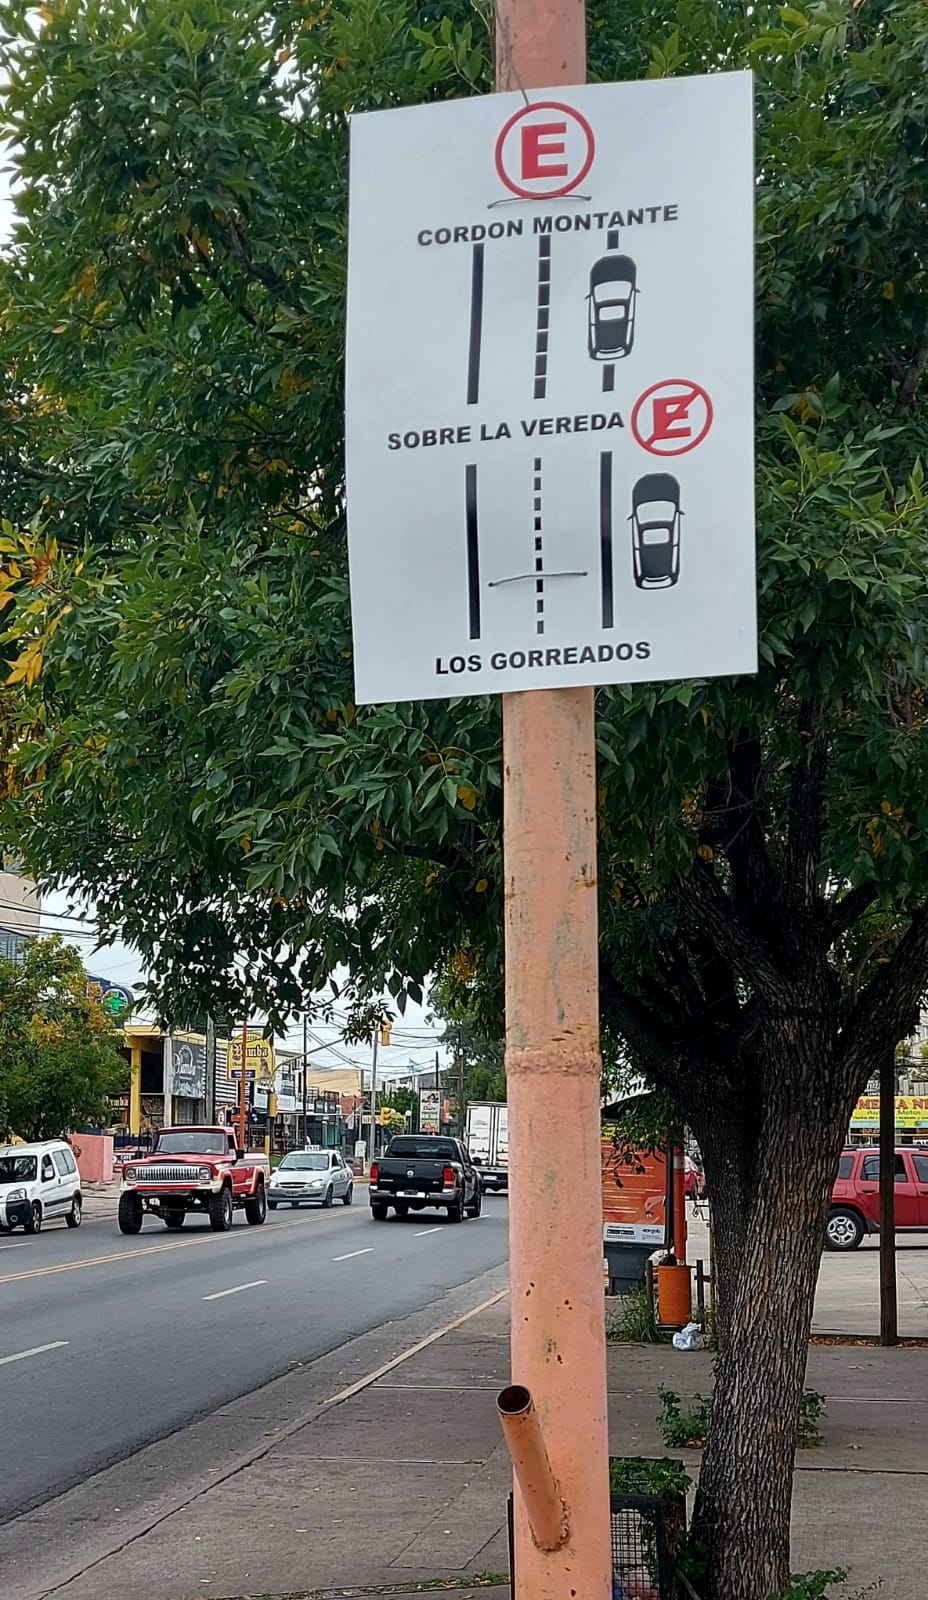 E
CORDON MONTANTE
SOBRE LA VEREDA E
LOS GORREADOS